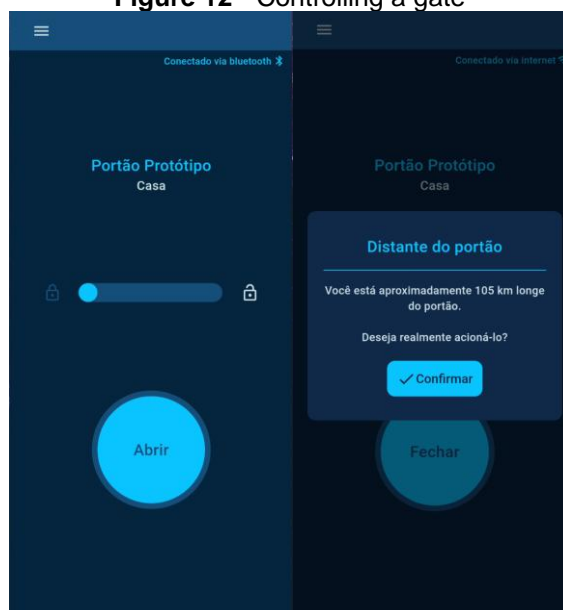 Figure 12 - Controlling a gate
Conectado via bluetooth
Portão Protótipo
Casa
Abrir
Conectado via internet
Portão Protótipo
Casa
Distante do portão
Você está aproximadamente 105 km longe
do portão.
Deseja realmente acioná-lo?
Confirmar
Fechar